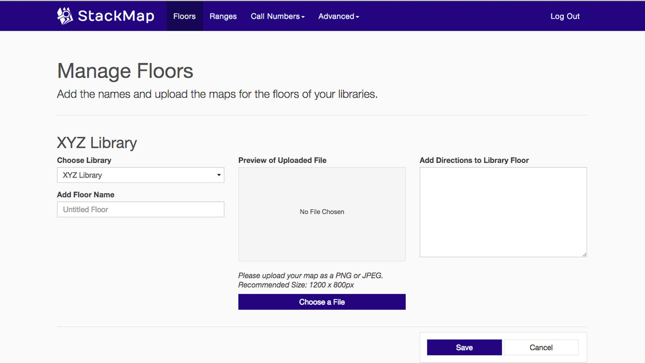 StackMap
Floors
Ranges
Call Numbers
Advanced
Log Out
Manage Floors
Add the names and upload the maps for the floors of your libraries.
XYZ Library
Choose Library
XYZ Library
Add Floor Name
Untitled Floor
Preview of Uploaded File
No File Chosen
Please upload your map as a PNG or JPEG.
Recommended Size: 1200 x 800px
Choose a File
Add Directions to Library Floor
Save
Cancel